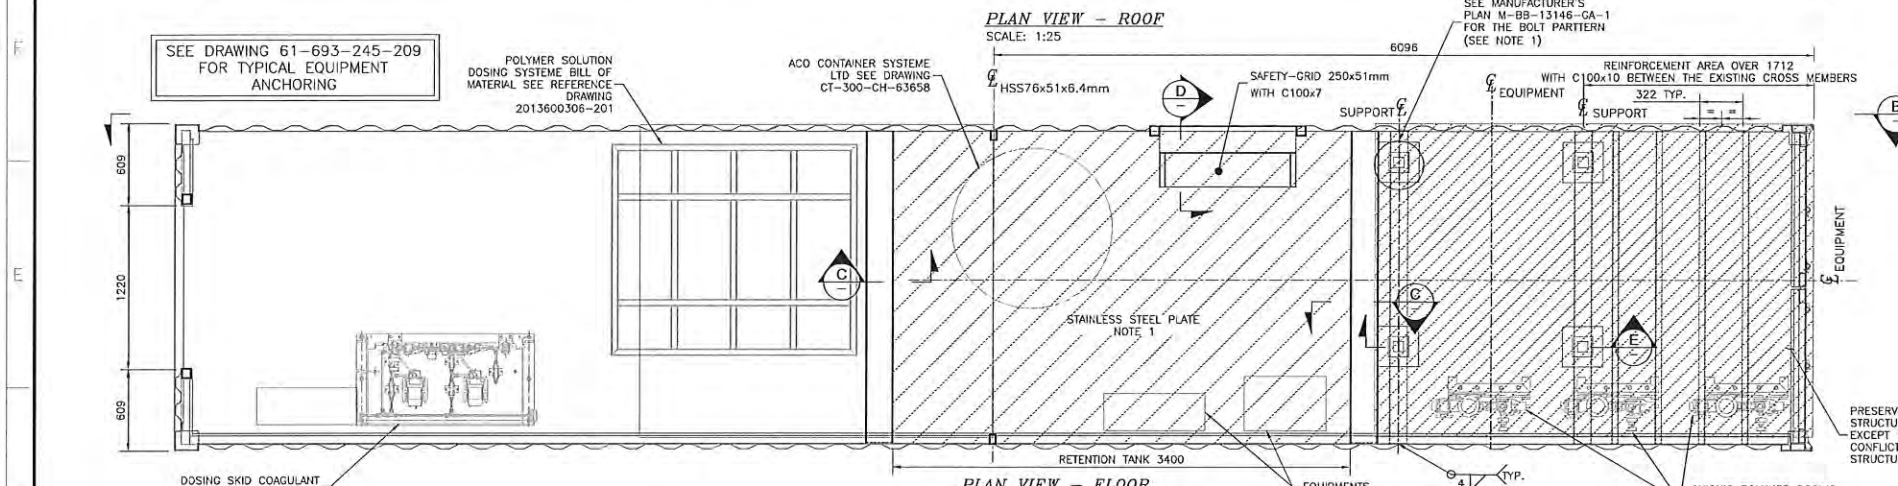 PLAN VIEW - ROOF
SCALE: 1:25
SEE MANUFACTURER'S
PLAN M-BB-13146-GA-1
FOR THE BOLT PARTTERN
(SEE NOTE 1)
6096
SEE DRAWING 61-693-245-209
FOR TYPICAL EQUIPMENT
ANCHORING
POLYMER SOLUTION
DOSING SYSTEME BILL OF
MATERIAL SEE REFERENCE
DRAWING
2013600306-201
ACO CONTAINER SYSTEME
LTD SEE DRAWING
CT-300-CH-63658
HSS76x51x6.4mm
D
SAFETY-GRID 250x51mm
WITH C100x7
REINFORCEMENT AREA OVER 1712
WITH C100x10 BETWEEN THE EXISTING CROSS MEMBERS
EQUIPMENT
322 TYP.
SUPPORT
SUPPORT
= =
B
F
609
1220
609
E
C
STAINLESS STEEL PLATE
NOTE 1
C
E
EQUIPMENT
PRESERV
STRUCTU
EXCEPT
CONFLICT
STRUCTU
RETENTION TANK 3400
DOSING SKID COAGULANT
PLAN VIEW - FLOOR
EQUIPMENTS
4
TYP.